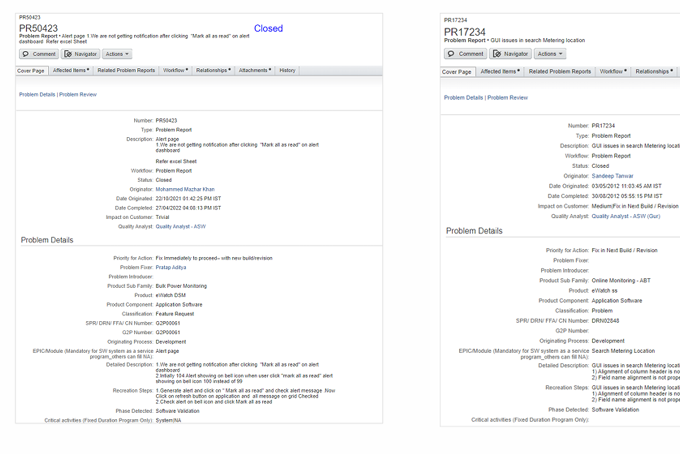 PR50423
PR50423
Closed
Problem Report • Alert page 1.We are not getting notification after clicking "Mark all as read" on alert
dashboard Refer excel Sheet
Comment Navigator Actions
Cover Page Affected Items Related Problem Reports Workflow Relationships Attachments History
Problem Details | Problem Review
Number: PR50423
Type: Problem Report
Description: Alert page
1.We are not getting notification after clicking "Mark all as read" on alert
dashboard
Refer excel Sheet
Workflow: Problem Report
Status: Closed
Originator: Mohammed Mazhar Khan
Date Originated: 22/10/2021 01:42:25 PM IST
Date Completed: 27/04/2022 04:06:13 PM IST
Impact on Customer: Trivial
Quality Analyst: Quality Analyst - ASW
Problem Details
Priority for Action: Fix Immediately to proceed– with new build/revision
Problem Fixer: Pratap Aditya
Problem Introducer:
Product Sub Family: Bulk Power Monitoring
Product: eWatch DSM
Product Component: Application Software
Classification: Feature Request
SPR/ DRN/ FFA/ CN Number: G2P00061
G2P Number: G2P00061
Originating Process: Development
EPIC/Module (Mandatory for SW system as a service Alert page
program_others can fill NA):
Detailed Description: 1.We are not getting notification after clicking "Mark all as read" on alert
dashboard
2.Initially 104 Alert showing on bell icon when user click "mark all as read" alert
showing on bell icon 100 instead of 99
Recreation Steps: 1.Generate alert and click on " Mark all as read" and check alert message .Now
Click on refresh button on application and all message on grid Checked
2.Check alert on bell icon and click Mark all as read
Phase Detected: Software Validation
Critical activities (Fixed Duration Program Only): System|NA
PR17234
PR17234
Problem Report • GUI issues in search Metering location
Comment Navigator Actions
Cover Page Affected Items Related Problem Reports Workflow Relationships
Problem Details | Problem Review
Number: PR17234
Type: Problem Report
Description: GUI issues in search Metering locati
Workflow: Problem Report
Status: Closed
Originator: Sandeep Tanwar
Date Originated: 03/05/2012 11:03:45 AM IST
Date Completed: 30/08/2012 05:55:15 PM IST
Impact on Customer: Medium|Fix in Next Build / Revision
Quality Analyst: Quality Analyst - ASW (Gur)
Problem Details
Priority for Action: Fix in Next Build / Revision
Problem Fixer:
Problem Introducer:
Product Sub Family: Online Monitoring - ABT
Product: eWatch ss
Product Component: Application Software
Classification: Problem
SPR/ DRN/ FFA/ CN Number: DRN02848
G2P Number:
Originating Process: Development
EPIC/Module (Mandatory for SW system as a service Search Metering Location
program_others can fill NA):
Detailed Description: GUI issues in search Metering locati
1) Alignment of column header is no
2) Field name alignment is not prope
Recreation Steps: GUI issues in search Metering locati
1) Alignment of column header is no
2) Field name alignment is not prope
Phase Detected: Software Validation
Critical activities (Fixed Duration Program Only):